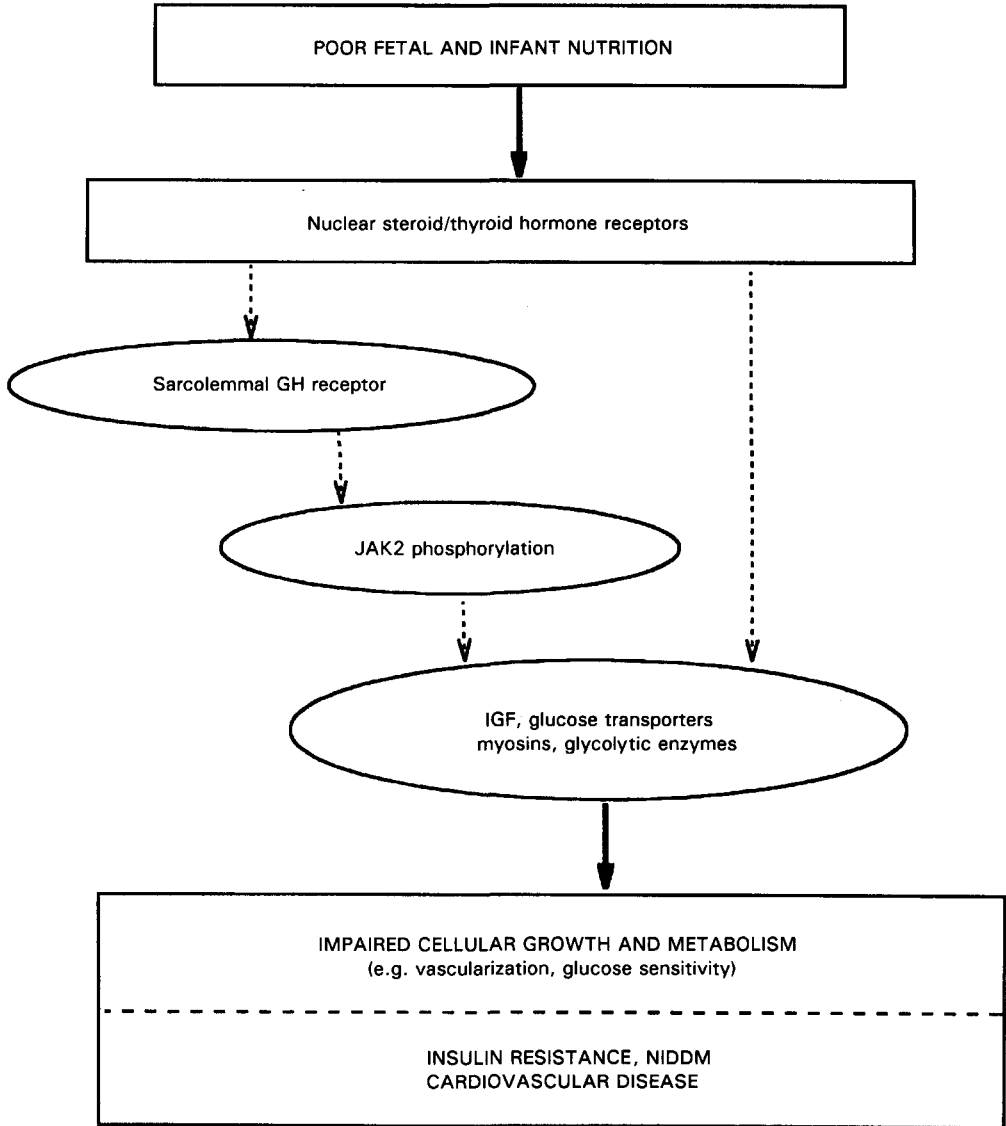 POOR FETAL AND INFANT NUTRITION
Nuclear steroid/thyroid hormone receptors
Sarcolemmal GH receptor
JAK2 phosphorylation
IGF, glucose transporters
myosins, glycolytic enzymes
IMPAIRED CELLULAR GROWTH AND METABOLISM
(e.g. vascularization, glucose sensitivity)
INSULIN RESISTANCE, NIDDM
CARDIOVASCULAR DISEASE